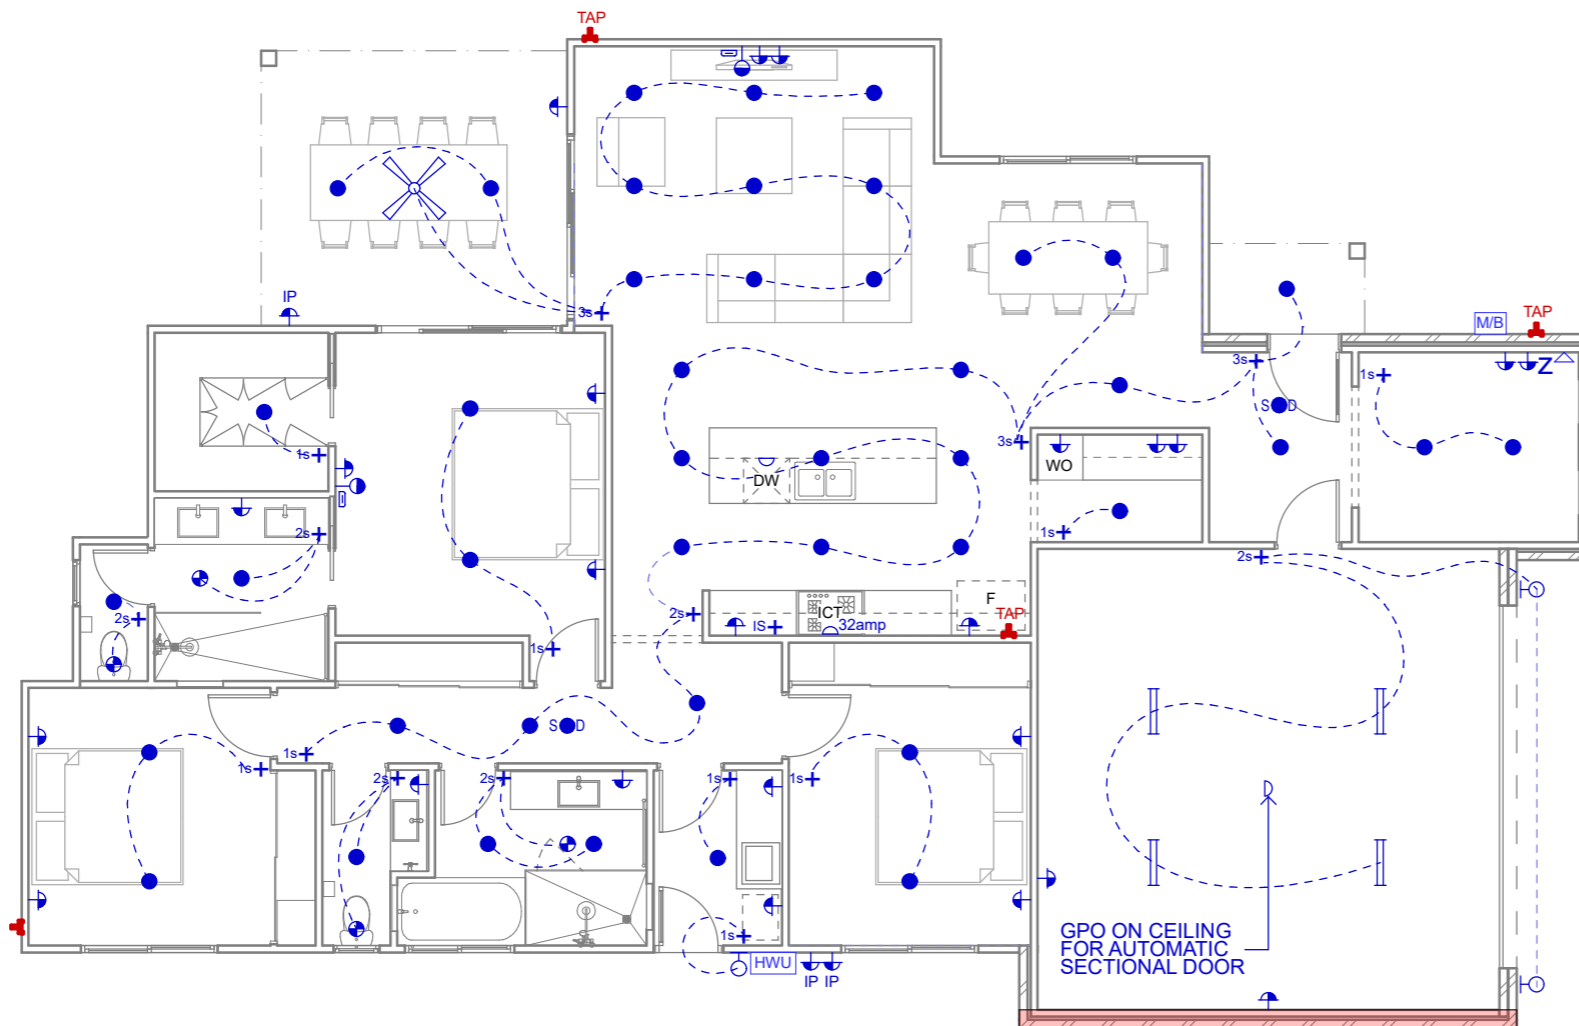 TAP
IP
3s
M/B
TAP
3s
1s
Z
S D
1s
3s
WO
DW
2s
1s
2s
F
ICT
TAP
2s
2s
IS
32amp
1s
S D
1s
1s
2s
2s
1s
1s
D
GPO ON CEILING
FOR AUTOMATIC
SECTIONAL DOOR
1s
HWU
IP IP